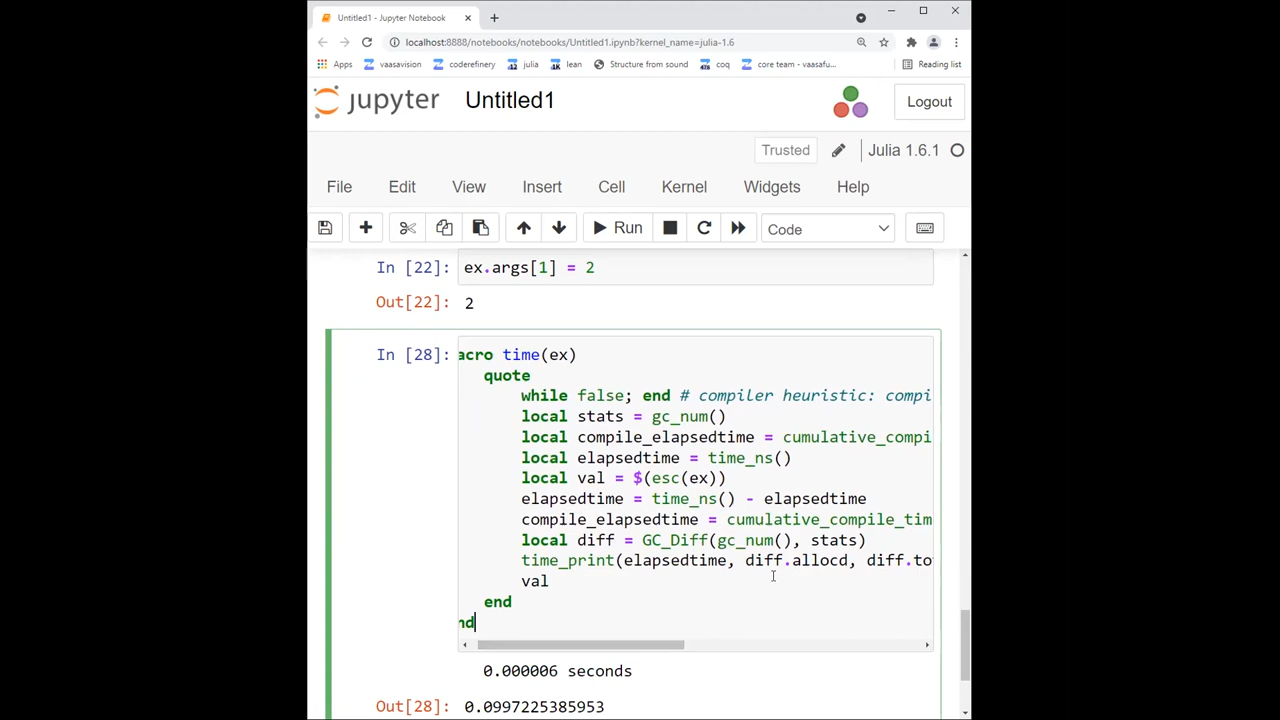 Untitled1 - Jupyter Notebook
localhost:8888/notebooks/notebooks/Untitled1.ipynb?kernel_name=julia-1.6
Apps vaasavision coderefinery julia lean Structure from sound coq core team - vaasafu... Reading list
jupyter Untitled1 Logout
Trusted Julia 1.6.1
File Edit View Insert Cell Kernel Widgets Help
Run Code
In [22]: ex.args[1] = 2
Out[22]: 2
In [28]: acro time(ex)
quote
while false; end # compiler heuristic: compi
local stats = gc_num()
local compile_elapsedtime = cumulative_compi
local elapsedtime = time_ns()
local val = $(esc(ex))
elapsedtime = time_ns() - elapsedtime
compile_elapsedtime = cumulative_compile_tim
local diff = GC_Diff(gc_num(), stats)
time_print(elapsedtime, diff.allocd, diff.to
val
end
nd
0.000006 seconds
Out[28]: 0.0997225385953